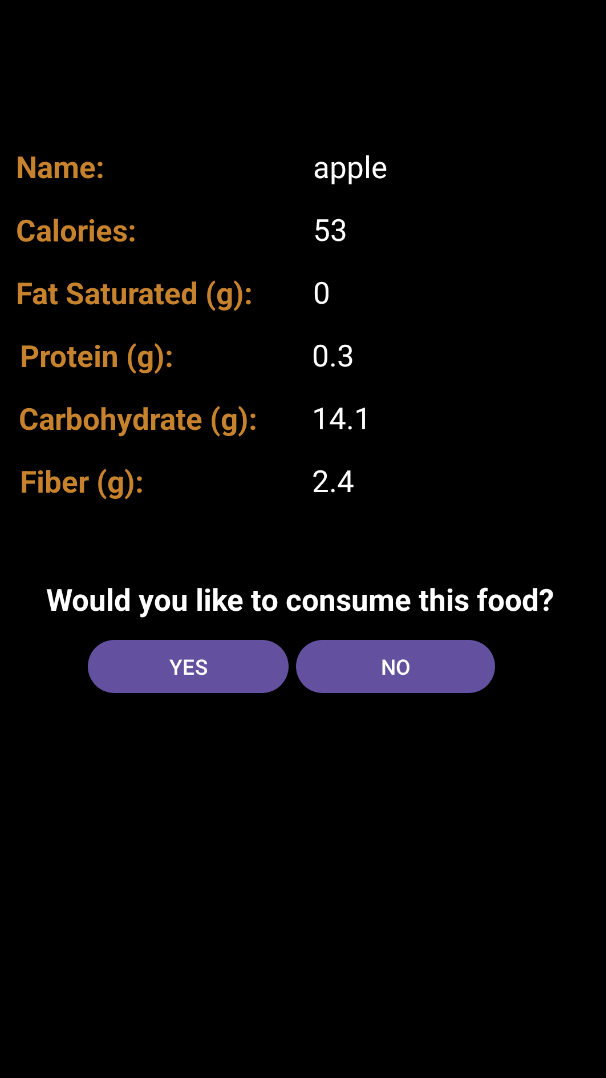 Name: apple
Calories: 53
Fat Saturated (g): 0
Protein (g): 0.3
Carbohydrate (g): 14.1
Fiber (g): 2.4
Would you like to consume this food?
YES NO